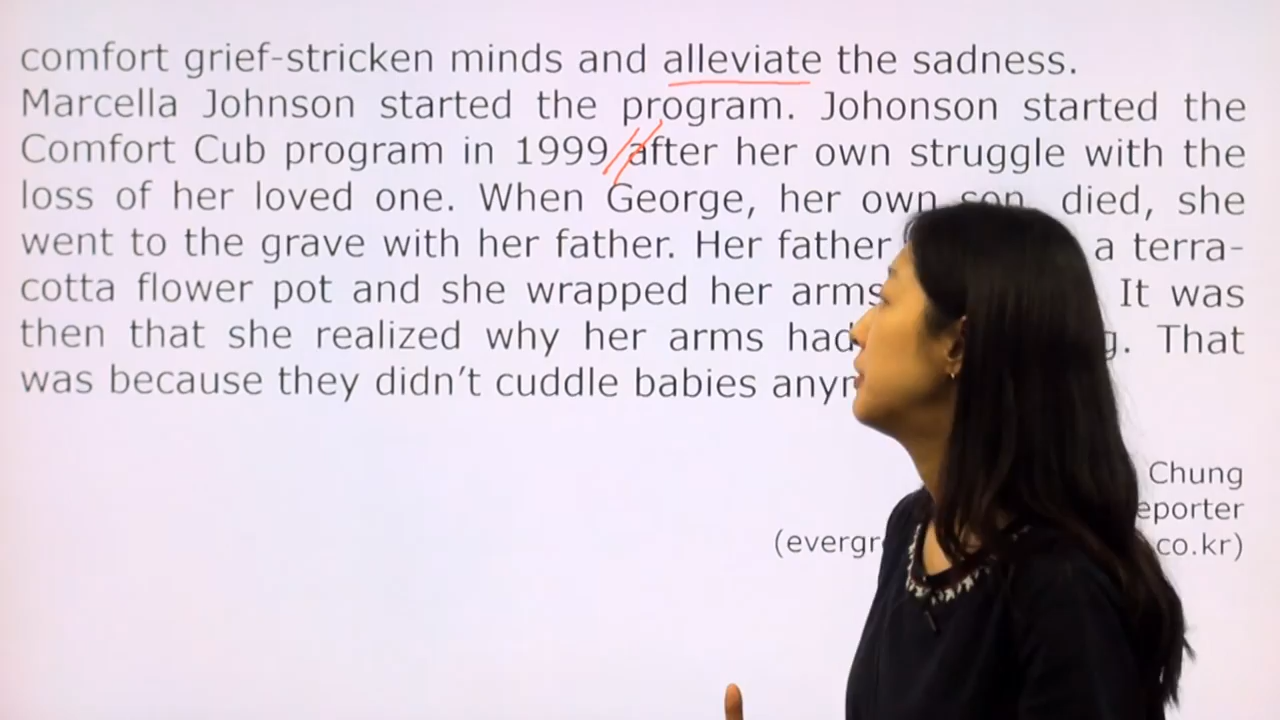 comfort grief-stricken minds and alleviate the sadness.
Marcella Johnson started the program. Johonson started the
Comfort Cub program in 1999 after her own struggle with the
loss of her loved one. When George, her own son, died, she
went to the grave with her father. Her father a terra-
cotta flower pot and she wrapped her arms It was
then that she realized why her arms had That
was because they didn't cuddle babies
Chung
co.kr)